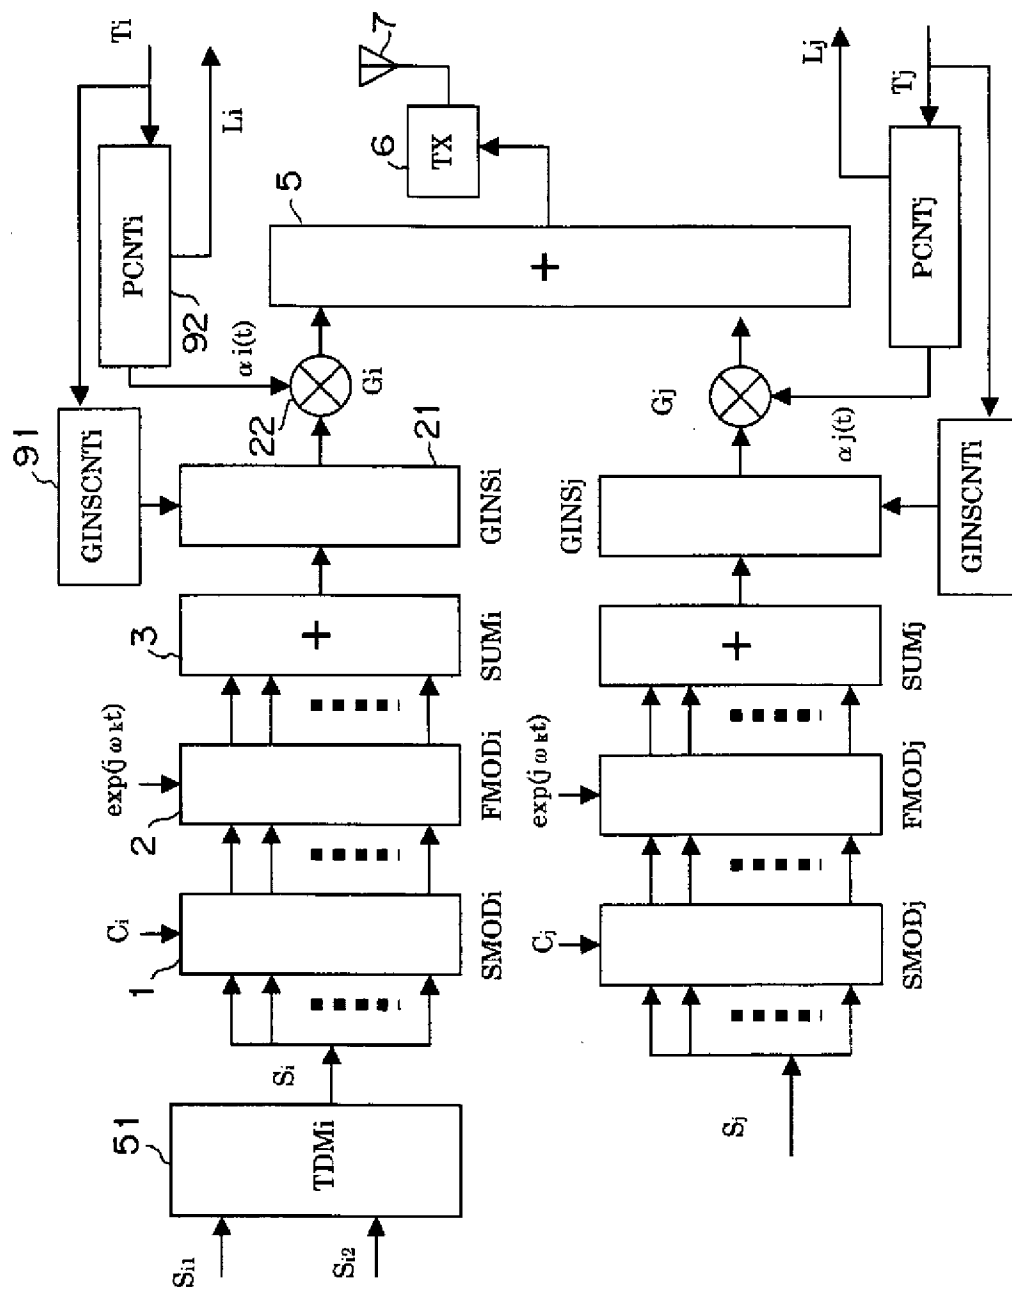 Ti
Li
PCNTi
92
αi(t)
91
GINSCNTi
7
6
TX
5
+
22
Gi
21
GINSi
3
+
SUMi
exp(jωkt)
2
FMODi
Ci
1
SMODi
Si
51
TDMi
Si1
Si2
Lj
Tj
PCNTj
αj(t)
Gj
GINSj
GINSCNTi
+
SUMj
exp(jωkt)
FMODj
Cj
SMODj
Sj